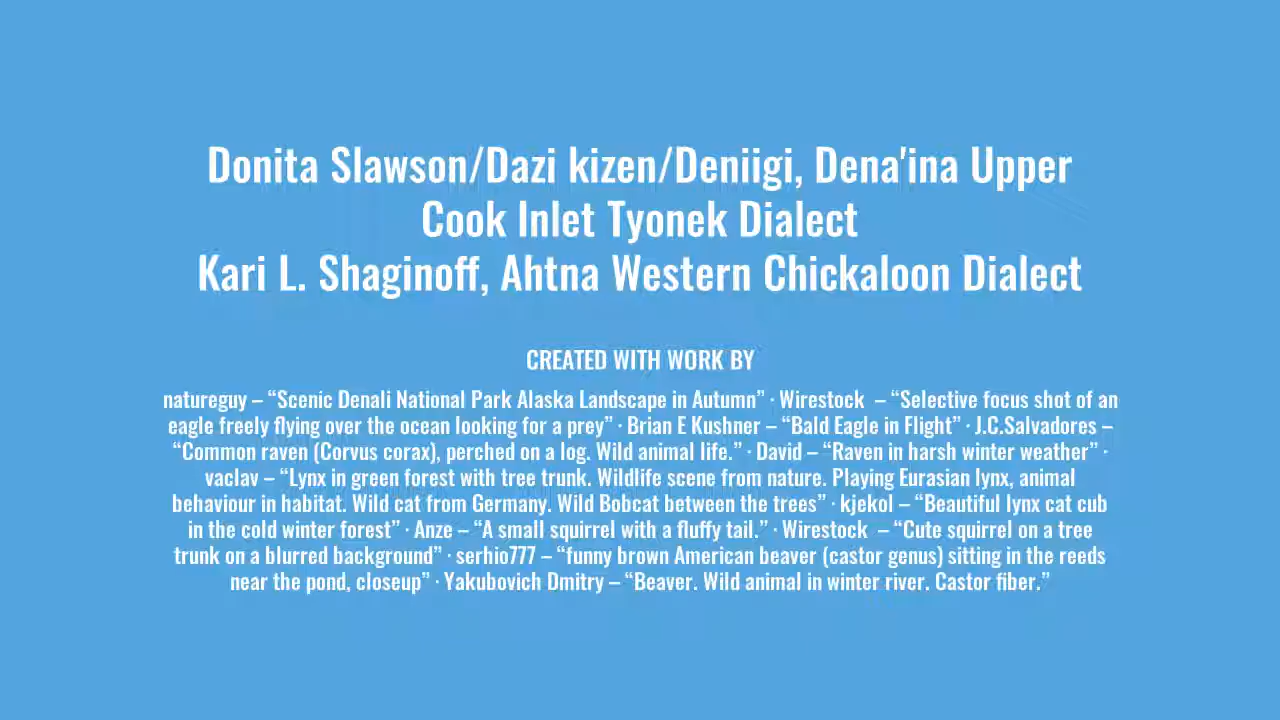 Donita Slawson/Dazi kizen/Deniigi, Dena'ina Upper
Cook Inlet Tyonek Dialect
Kari L. Shaginoff, Ahtna Western Chickaloon Dialect
CREATED WITH WORK BY
natureguy – “Scenic Denali National Park Alaska Landscape in Autumn” · Wirestock – “Selective focus shot of an
eagle freely flying over the ocean looking for a prey” · Brian E Kushner – “Bald Eagle in Flight” · J.C.Salvadores –
“Common raven (Corvus corax), perched on a log. Wild animal life.” · David – “Raven in harsh winter weather” ·
vaclav – “Lynx in green forest with tree trunk. Wildlife scene from nature. Playing Eurasian lynx, animal
behaviour in habitat. Wild cat from Germany. Wild Bobcat between the trees” · kjekol – “Beautiful lynx cat cub
in the cold winter forest” · Anze – “A small squirrel with a fluffy tail.” · Wirestock – “Cute squirrel on a tree
trunk on a blurred background” · serhio777 – “funny brown American beaver (castor genus) sitting in the reeds
near the pond, closeup” · Yakubovich Dmitry – “Beaver. Wild animal in winter river. Castor fiber.”